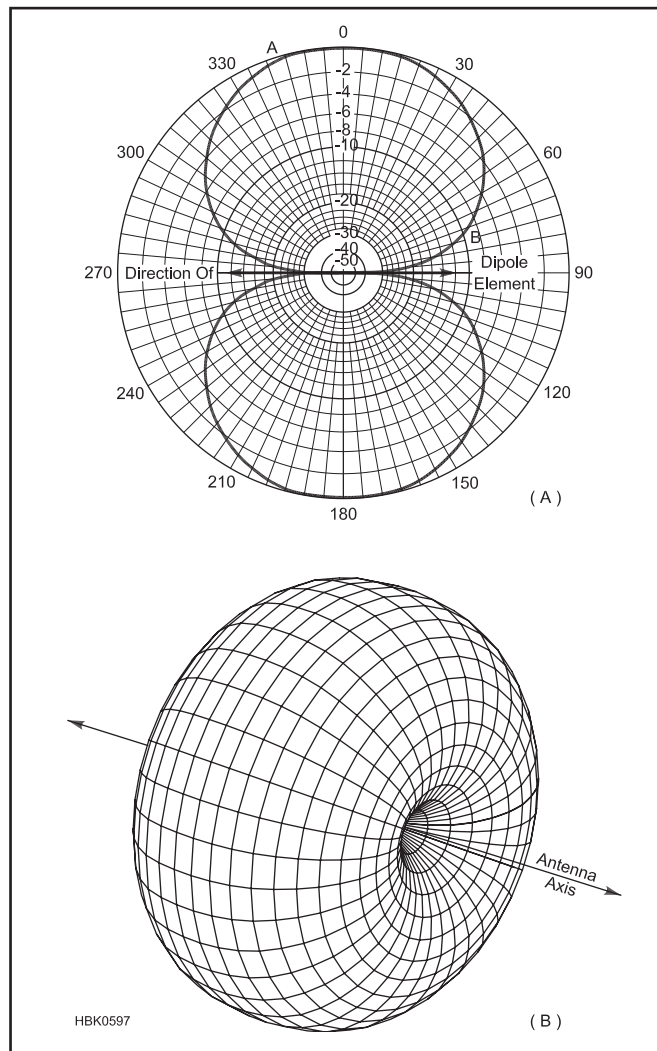 0
A
330
30
-2
-4
-6
-8
-10
300
60
-20
-30
B
-40
-50
270
Direction Of
Dipole
Element
90
240
120
210
150
180
( A )
Antenna
Axis
HBK0597
( B )